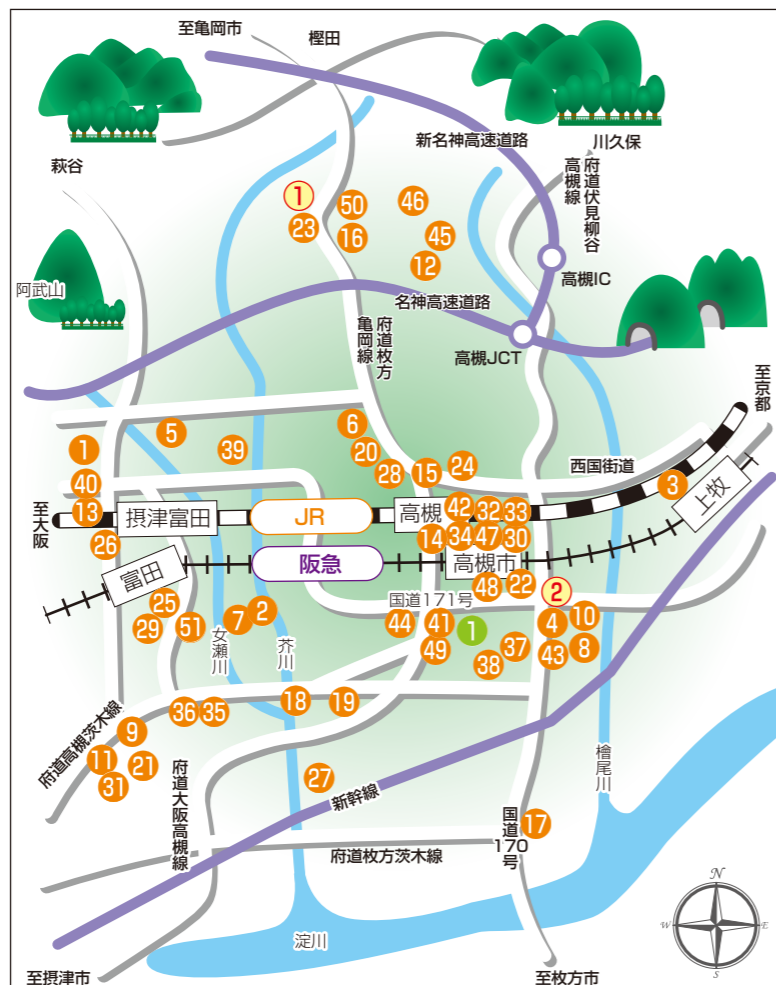 至亀岡市
樫田
新名神高速道路
川久保
萩谷
府道伏見柳谷
高槻線
1
50
46
23
16
45
12
高槻IC
阿武山
名神高速道路
府道枚方
亀岡線
高槻JCT
至京都
6
5
1
39
20
28
15
24
西国街道
3
40
上牧
至大阪
13
摂津富田
JR
高槻
42
32
33
26
14
34
47
30
富田
阪急
高槻市
48
22
2
25
国道171号
29
51
7
2
44
41
1
4
10
49
37
43
8
38
女瀬川
芥川
36
35
18
19
9
府道高槻茨木線
11
21
31
府道大阪高槻線
27
新幹線
檜尾川
国道
170
号
17
府道枚方茨木線
N
W
E
S
淀川
至摂津市
至枚方市